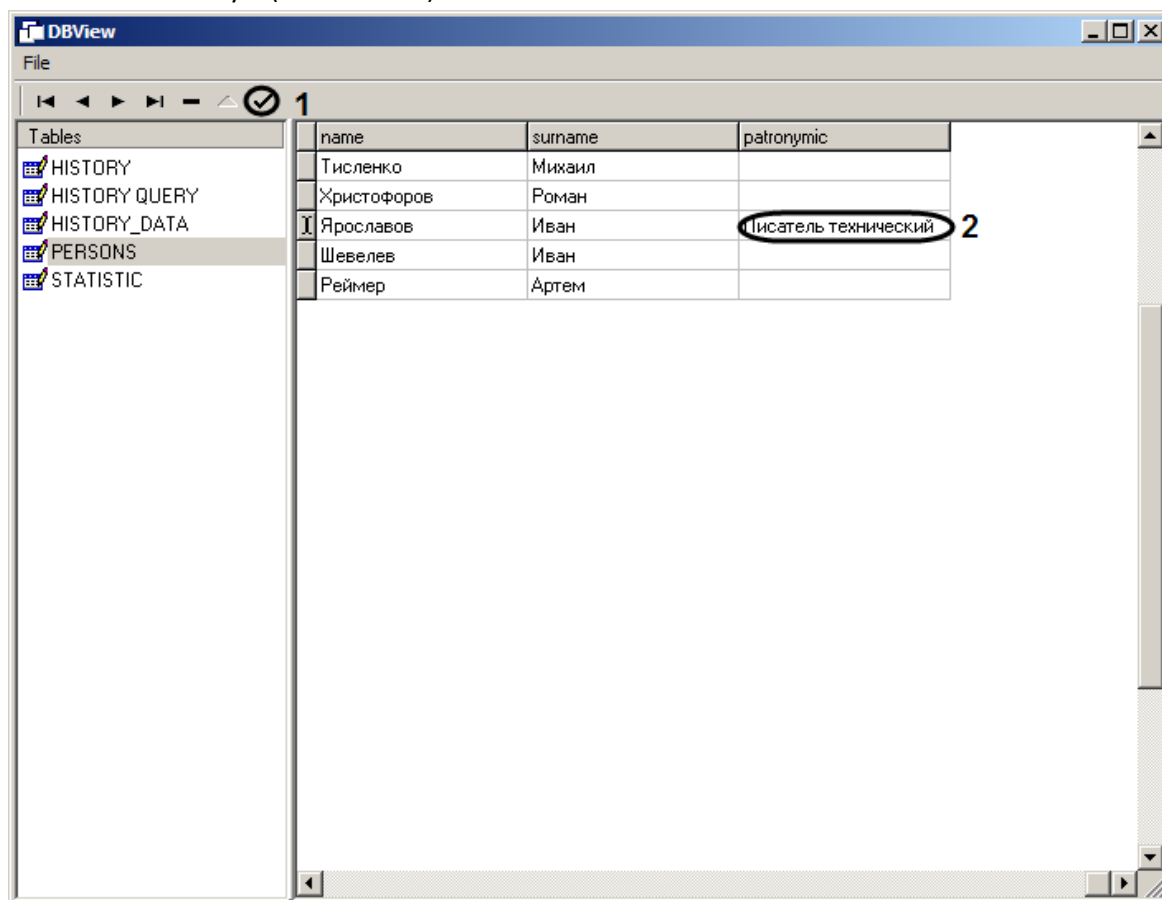 DBView
File
1
Tables
HISTORY
HISTORY QUERY
HISTORY_DATA
PERSONS
STATISTIC
name surname patronymic
Тисленко Михаил
Христофоров Роман
Ярославов Иван Писатель технический 2
Шевелев Иван
Реймер Артем